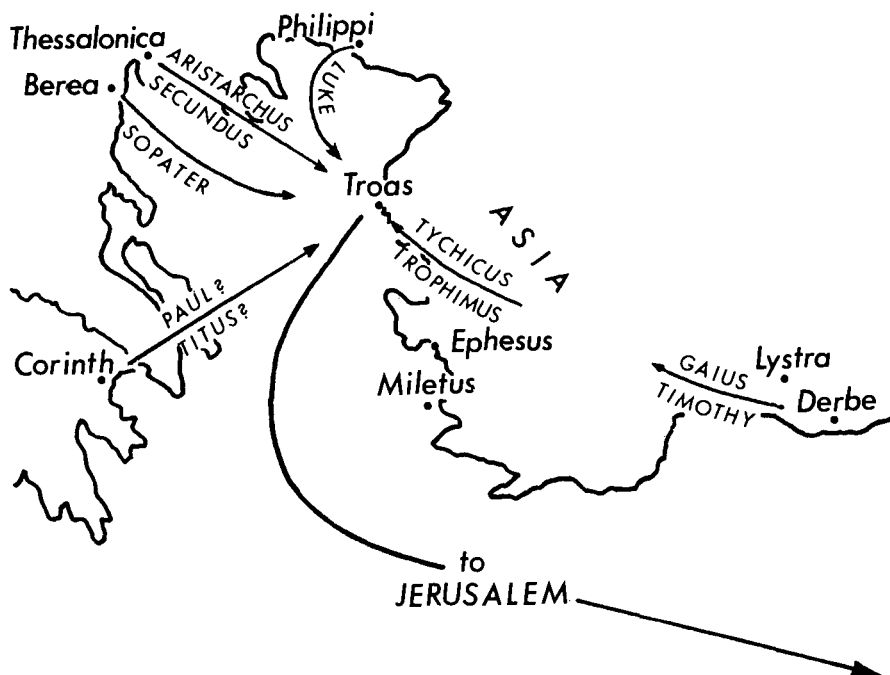 Philippi
Thessalonica
Berea
ARISTARCHUS
SECUNDUS
LUKE
SOPATER
Troas
ASIA
TYCHICUS
TROPHIMUS
PAUL?
TITUS?
Corinth
Ephesus
Miletus
Lystra
GAIUS
TIMOTHY
Derbe
to
JERUSALEM